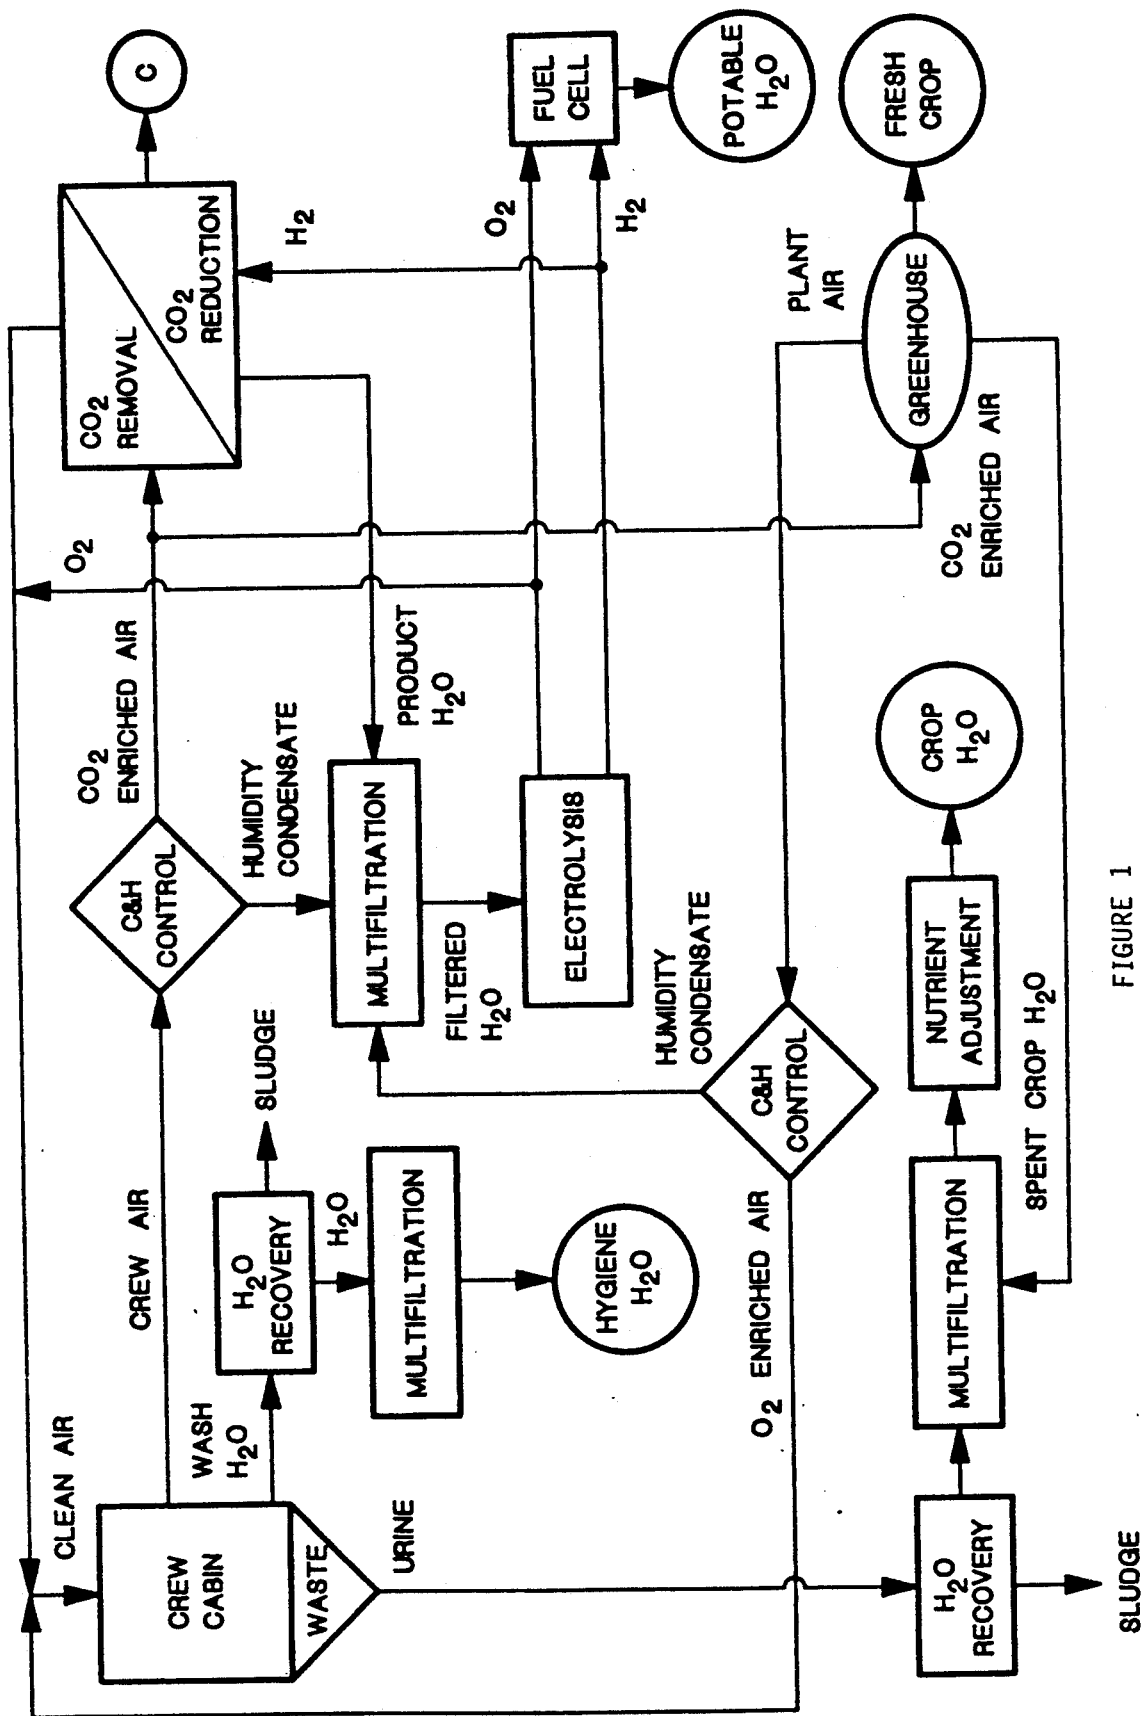 CLEAN AIR
CREW
CABIN
WASTE
CREW AIR
C&H
CONTROL
CO2
ENRICHED AIR
O2
CO2
REMOVAL
CO2
REDUCTION
C
H2
WASH
H2O
H2O
RECOVERY
SLUDGE
H2O
MULTIFILTRATION
HYGIENE
H2O
HUMIDITY
CONDENSATE
MULTIFILTRATION
PRODUCT
H2O
FILTERED
H2O
ELECTROLYSIS
O2
H2
FUEL
CELL
POTABLE
H2O
URINE
O2 ENRICHED AIR
C&H
CONTROL
HUMIDITY
CONDENSATE
PLANT
AIR
GREENHOUSE
FRESH
CROP
CO2
ENRICHED AIR
H2O
RECOVERY
SLUDGE
MULTIFILTRATION
NUTRIENT
ADJUSTMENT
CROP
H2O
SPENT CROP H2O
FIGURE 1